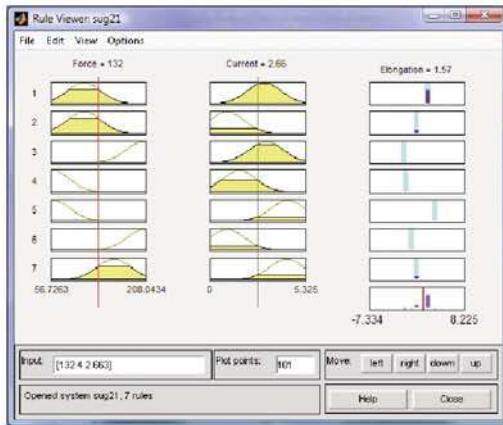 Rule Viewer: sug21
File Edit View Options
Force = 132 Current = 2.66 Elongation = 1.57
1
2
3
4
5
6
7
56.7263 208.0434 0 5.325
-7.334 8.225
Input: [132.4 2.663] Plot points: 101 Move: left right down up
Opened system sug21, 7 rules Help Close